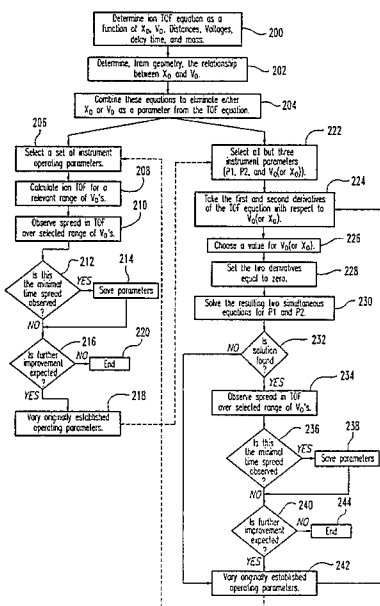 Determine ion TOF equation as a
function of X0, V0, Distances, Voltages,
delay time, and mass.
200
Determine, from geometry, the relationship
between X0 and V0.
202
Combine these equations to eliminate either
X0 or V0 as a parameter from the TOF equation.
204
206
Select a set of instrument
operating parameters.
208
Calculate ion TOF for a
relevant range of V0's.
210
Observe spread in TOF
over selected range of V0's.
212
Is this
the minimal
time spread
observed
?
YES
214
Save parameters
NO
216
Is further
improvement
expected
?
NO
220
End
YES
218
Vary originally established
operating parameters.
222
Select all but three
instrument parameters
(P1, P2, and V0(or X0).
224
Take the first and second derivatives
of the TOF equation with respect to
V0(or X0).
226
Choose a value for V0(or X0).
228
Set the two derivatives
equal to zero.
230
Solve the resulting two simultaneous
equations for P1 and P2.
232
Is
solution
found
?
NO
YES
234
Observe spread in TOF
over selected range of V0's.
236
Is this
the minimal
time spread
observed
?
YES
238
Save parameters
NO
240
Is further
improvement
expected
?
NO
244
End
YES
242
Vary originally established
operating parameters.